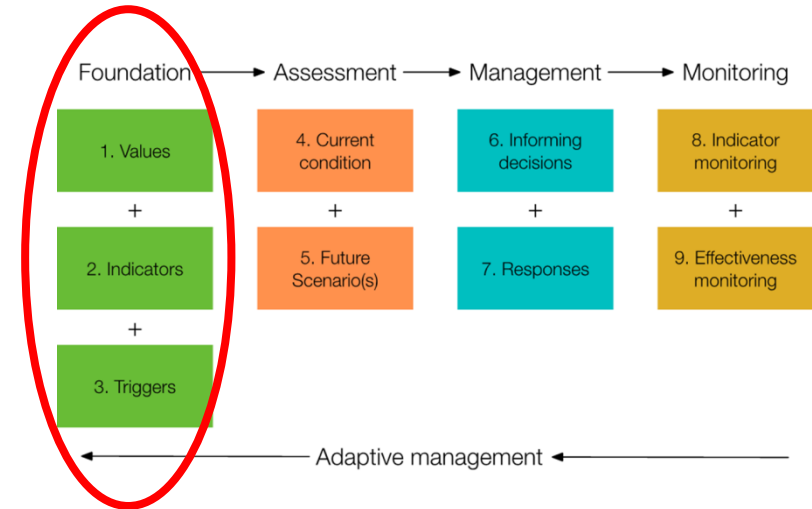 Foundation
Assessment
Management
Monitoring
1. Values
+
2. Indicators
+
3. Triggers
4. Current
condition
+
5. Future
Scenario(s)
6. Informing
decisions
+
7. Responses
8. Indicator
monitoring
+
9. Effectiveness
monitoring
Adaptive management